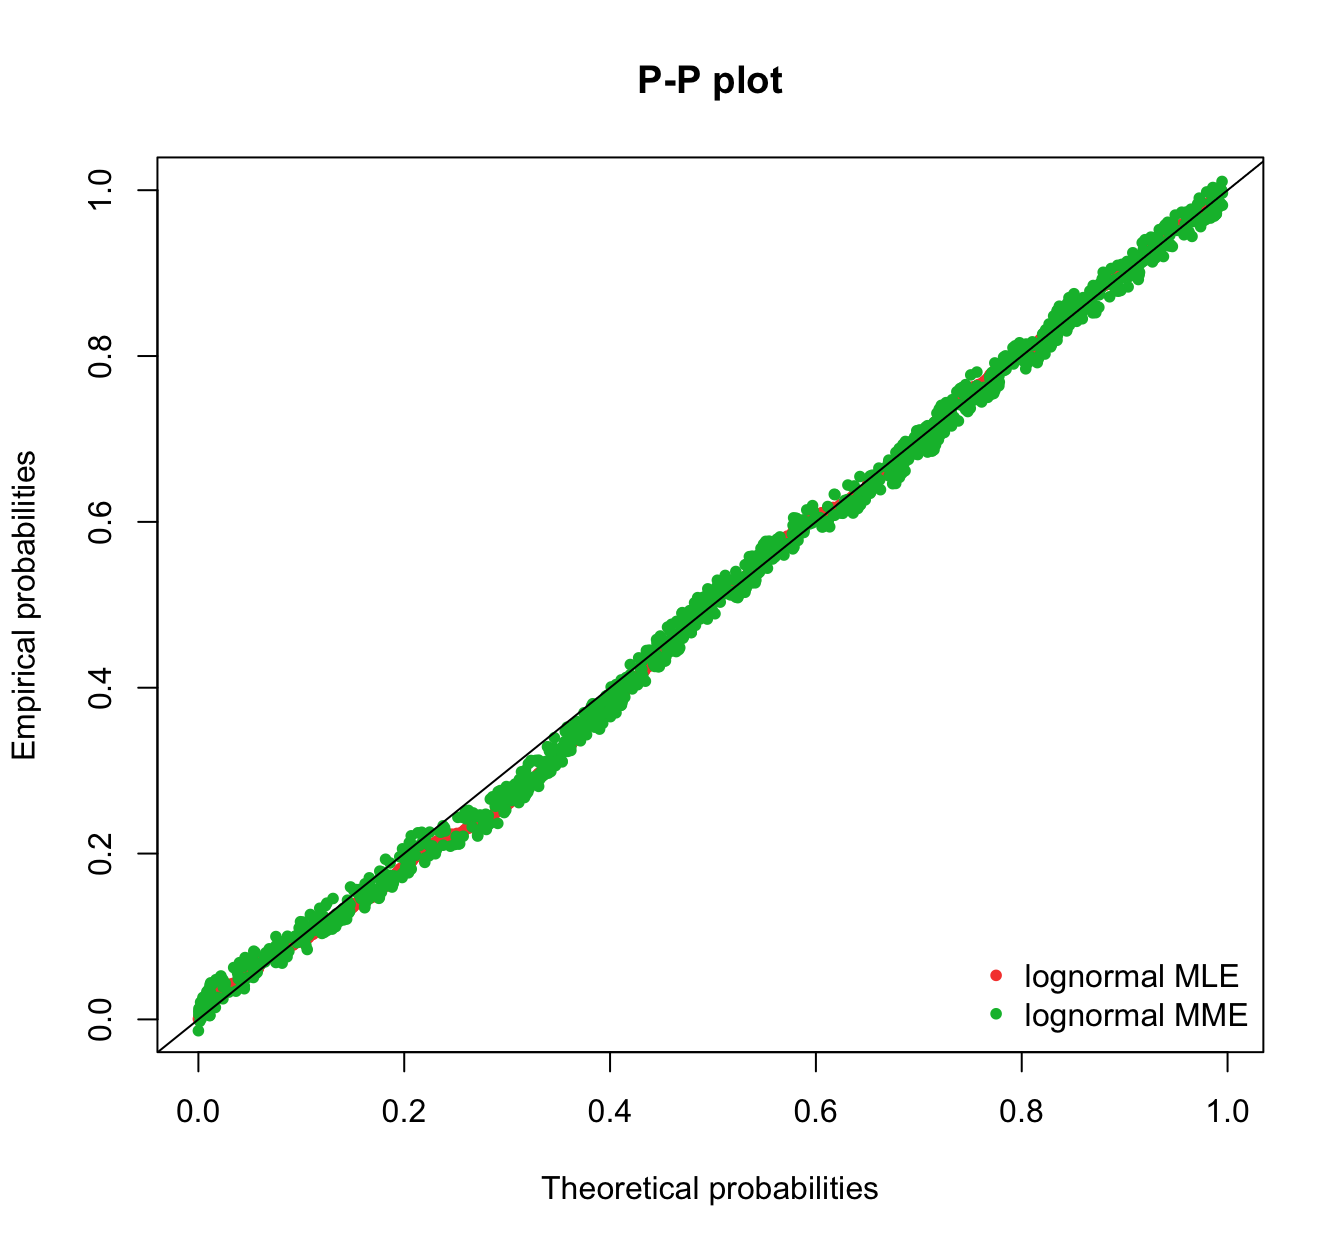 P-P plot
Empirical probabilities
1.0
0.8
0.6
0.4
0.2
0.0
lognormal MLE
lognormal MME
0.0 0.2 0.4 0.6 0.8 1.0
Theoretical probabilities